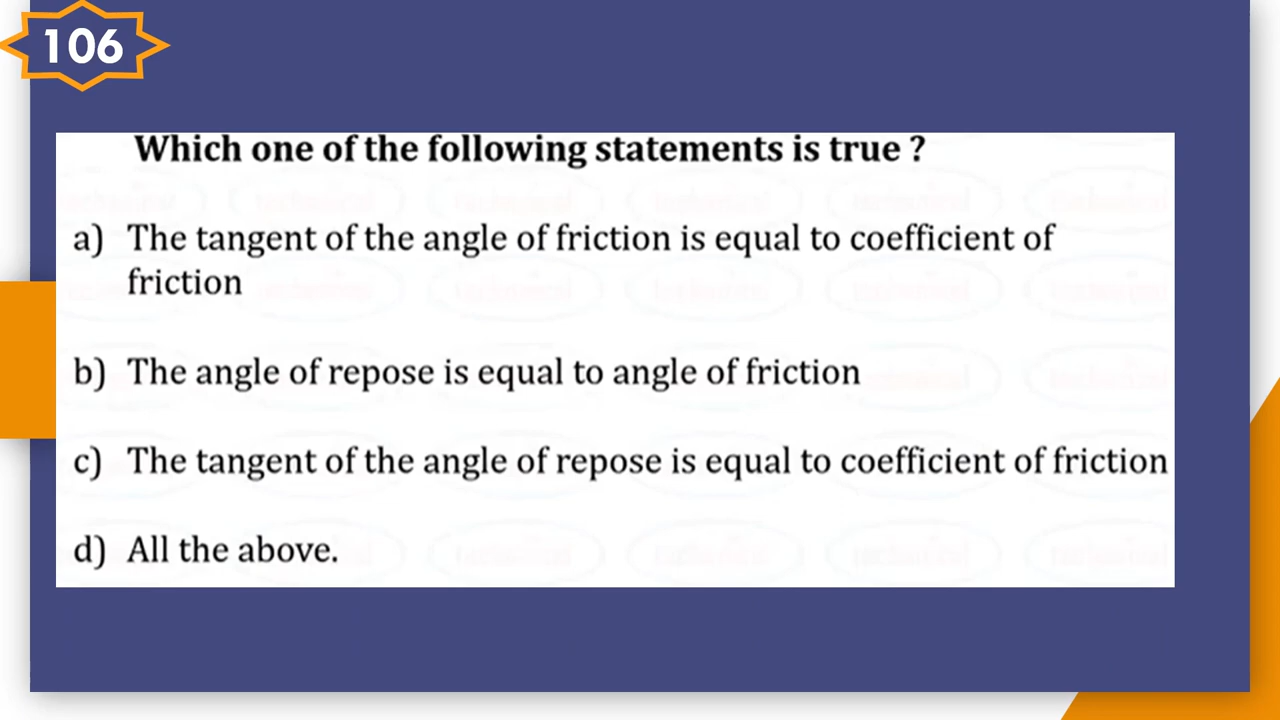 106
Which one of the following statements is true ?
a) The tangent of the angle of friction is equal to coefficient of
friction
b) The angle of repose is equal to angle of friction
c) The tangent of the angle of repose is equal to coefficient of friction
d) All the above.